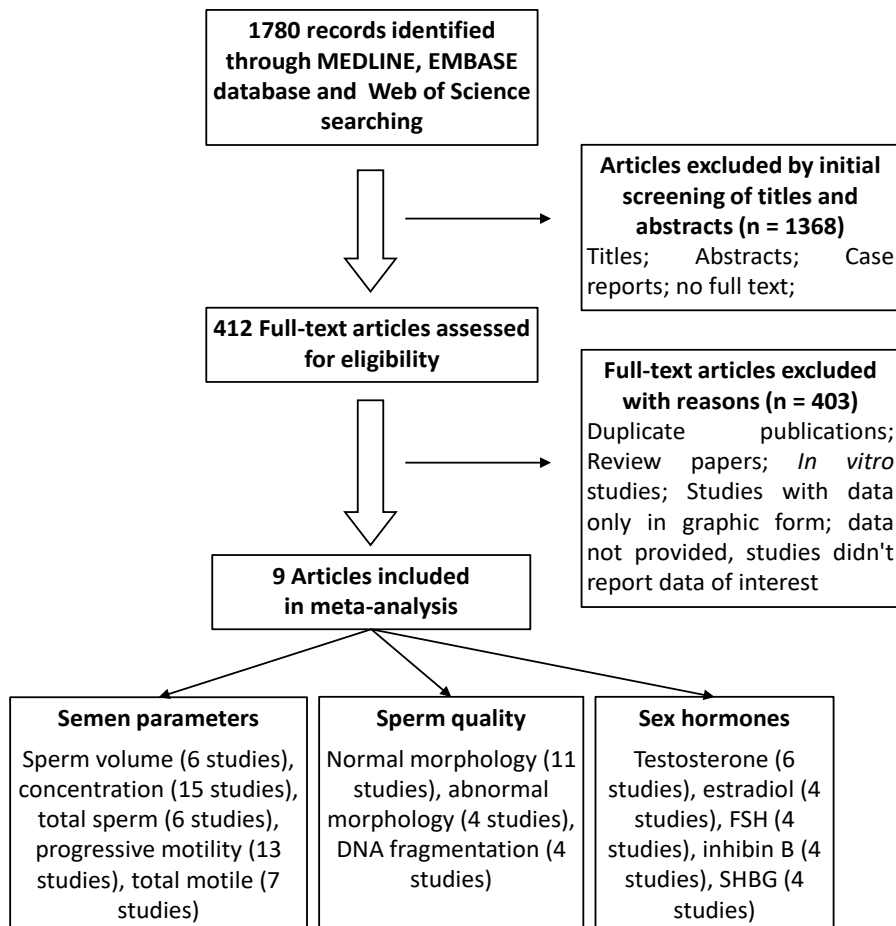 1780 records identified
through MEDLINE, EMBASE
database and Web of Science
searching
Articles excluded by initial
screening of titles and
abstracts (n = 1368)
Titles; Abstracts; Case
reports; no full text;
412 Full-text articles assessed
for eligibility
Full-text articles excluded
with reasons (n = 403)
Duplicate publications;
Review papers; In vitro
studies; Studies with data
only in graphic form; data
not provided, studies didn't
report data of interest
9 Articles included
in meta-analysis
Semen parameters
Sperm volume (6 studies),
concentration (15 studies),
total sperm (6 studies),
progressive motility (13
studies), total motile (7
studies)
Sperm quality
Normal morphology (11
studies), abnormal
morphology (4 studies),
DNA fragmentation (4
studies)
Sex hormones
Testosterone (6
studies), estradiol (4
studies), FSH (4
studies), inhibin B (4
studies), SHBG (4
studies)